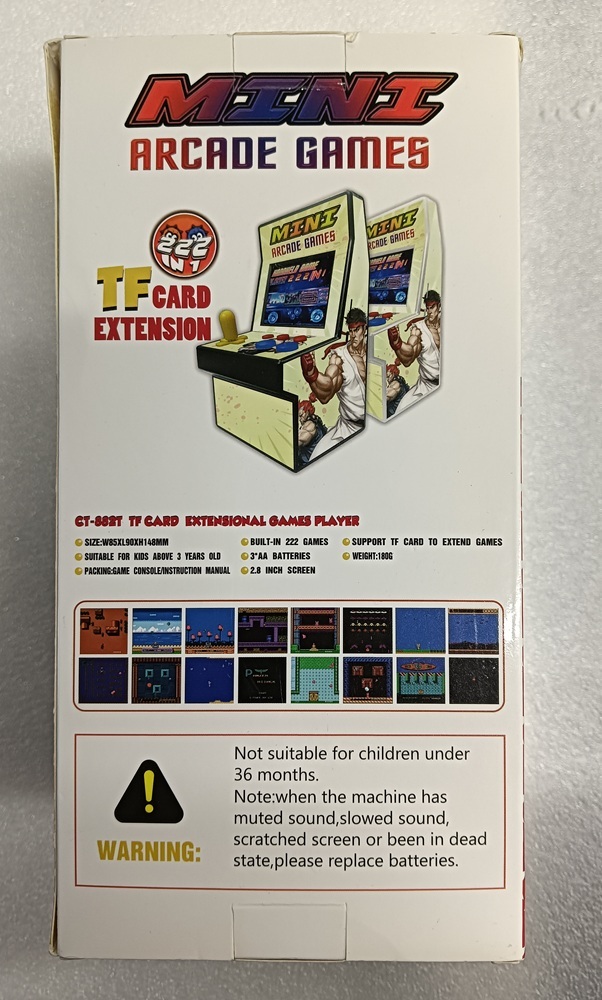 MINI
ARCADE GAMES
222
IN 1
TF CARD
EXTENSION
MINI
ARCADE GAMES
MINI
ARCADE GAMES
CT-882T TF CARD EXTENSIONAL GAMES PLAYER
SIZE:W85XL90XH148MM
SUITABLE FOR KIDS ABOVE 3 YEARS OLD
PACKING:GAME CONSOLE/INSTRUCTION MANUAL
BUILT-IN 222 GAMES
3*AA BATTERIES
2.8 INCH SCREEN
SUPPORT TF CARD TO EXTEND GAMES
WEIGHT:180G
WARNING:
Not suitable for children under
36 months.
Note:when the machine has
muted sound,slowed sound,
scratched screen or been in dead
state,please replace batteries.